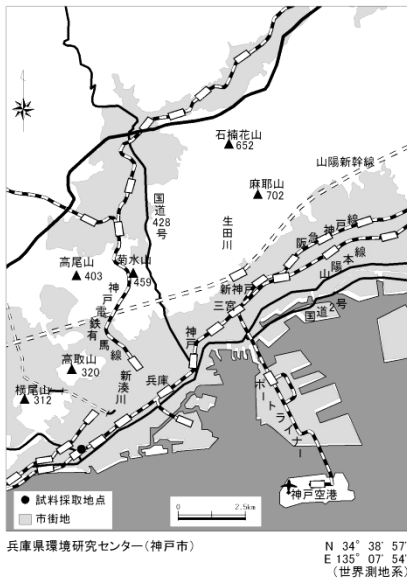 石楠花山
652
山陽新幹線
麻耶山
702
国道428号
生田川
阪急神戸線
山陽本線
高尾山
403
菊水山
459
新神戸
三宮
国道2号
神戸電鉄有馬線
神戸
高取山
320
新湊川
兵庫
横尾山
312
ポートライナー
試料採取地点
市街地
0 2.5km
神戸空港
兵庫県環境研究センター(神戸市)
N 34° 38′ 57″
E 135° 07′ 54″
(世界測地系)